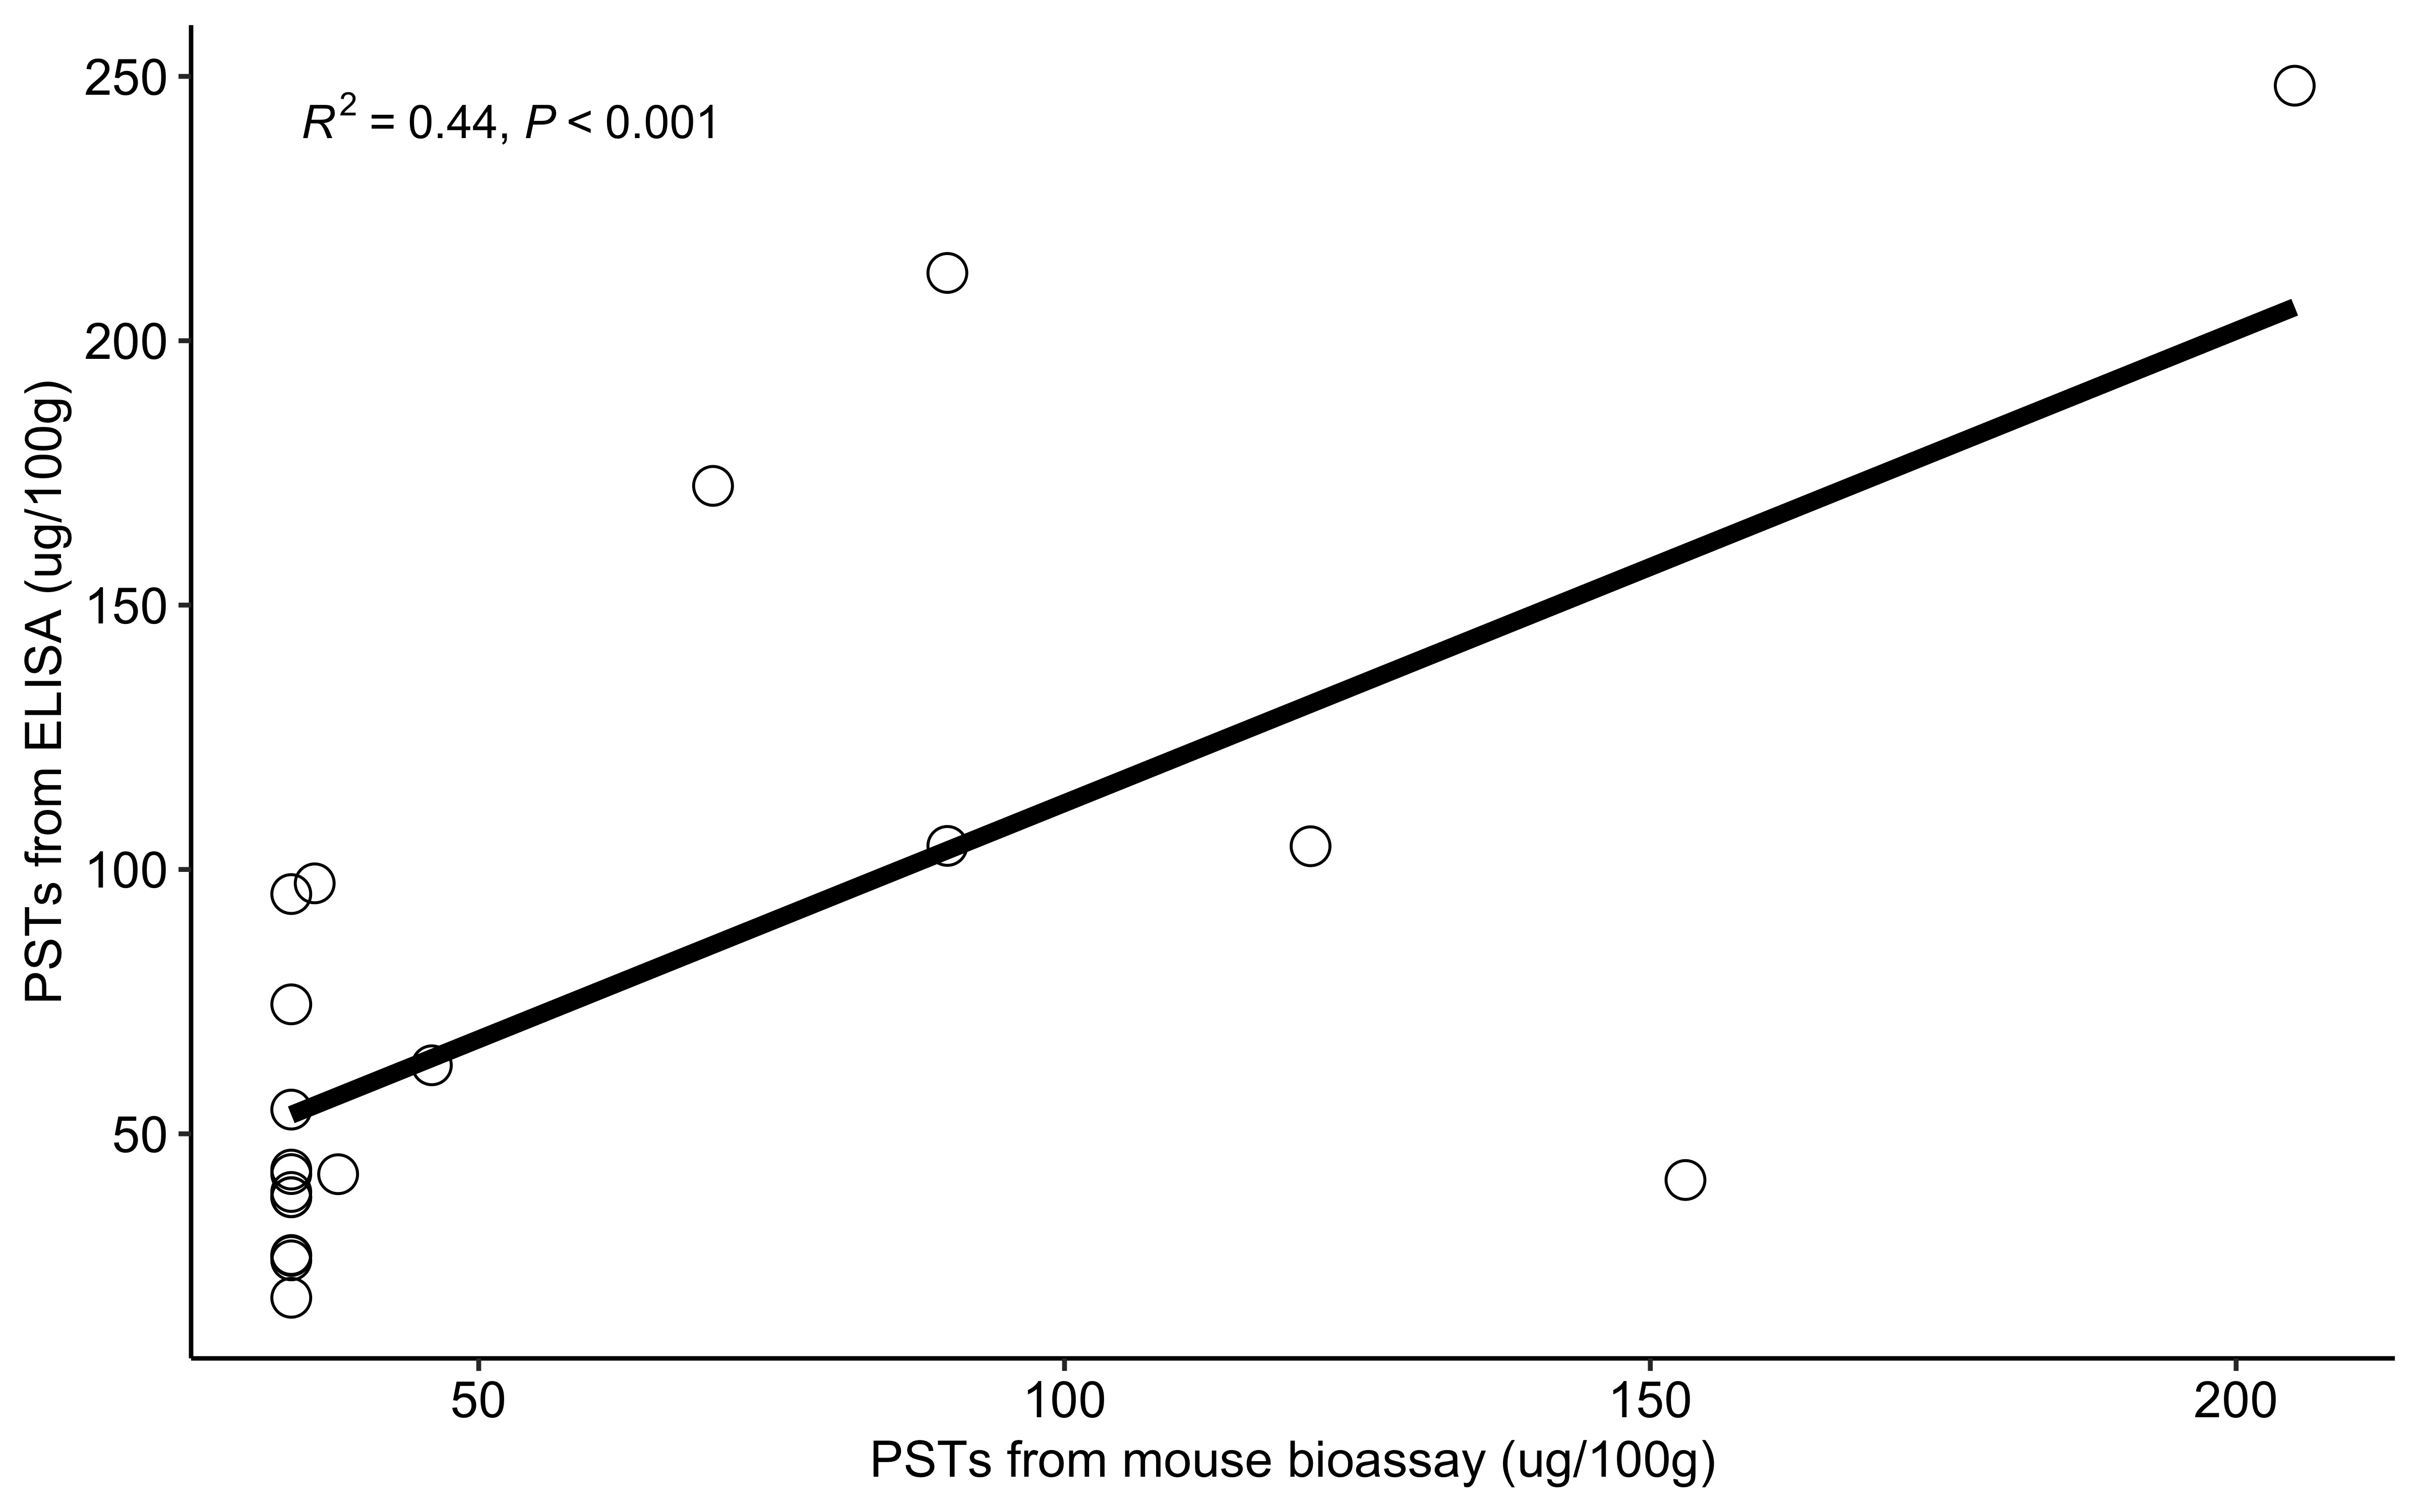 R² = 0.44, P < 0.001
PSTs from ELISA (ug/100g)
250
200
150
100
50
50 100 150 200
PSTs from mouse bioassay (ug/100g)